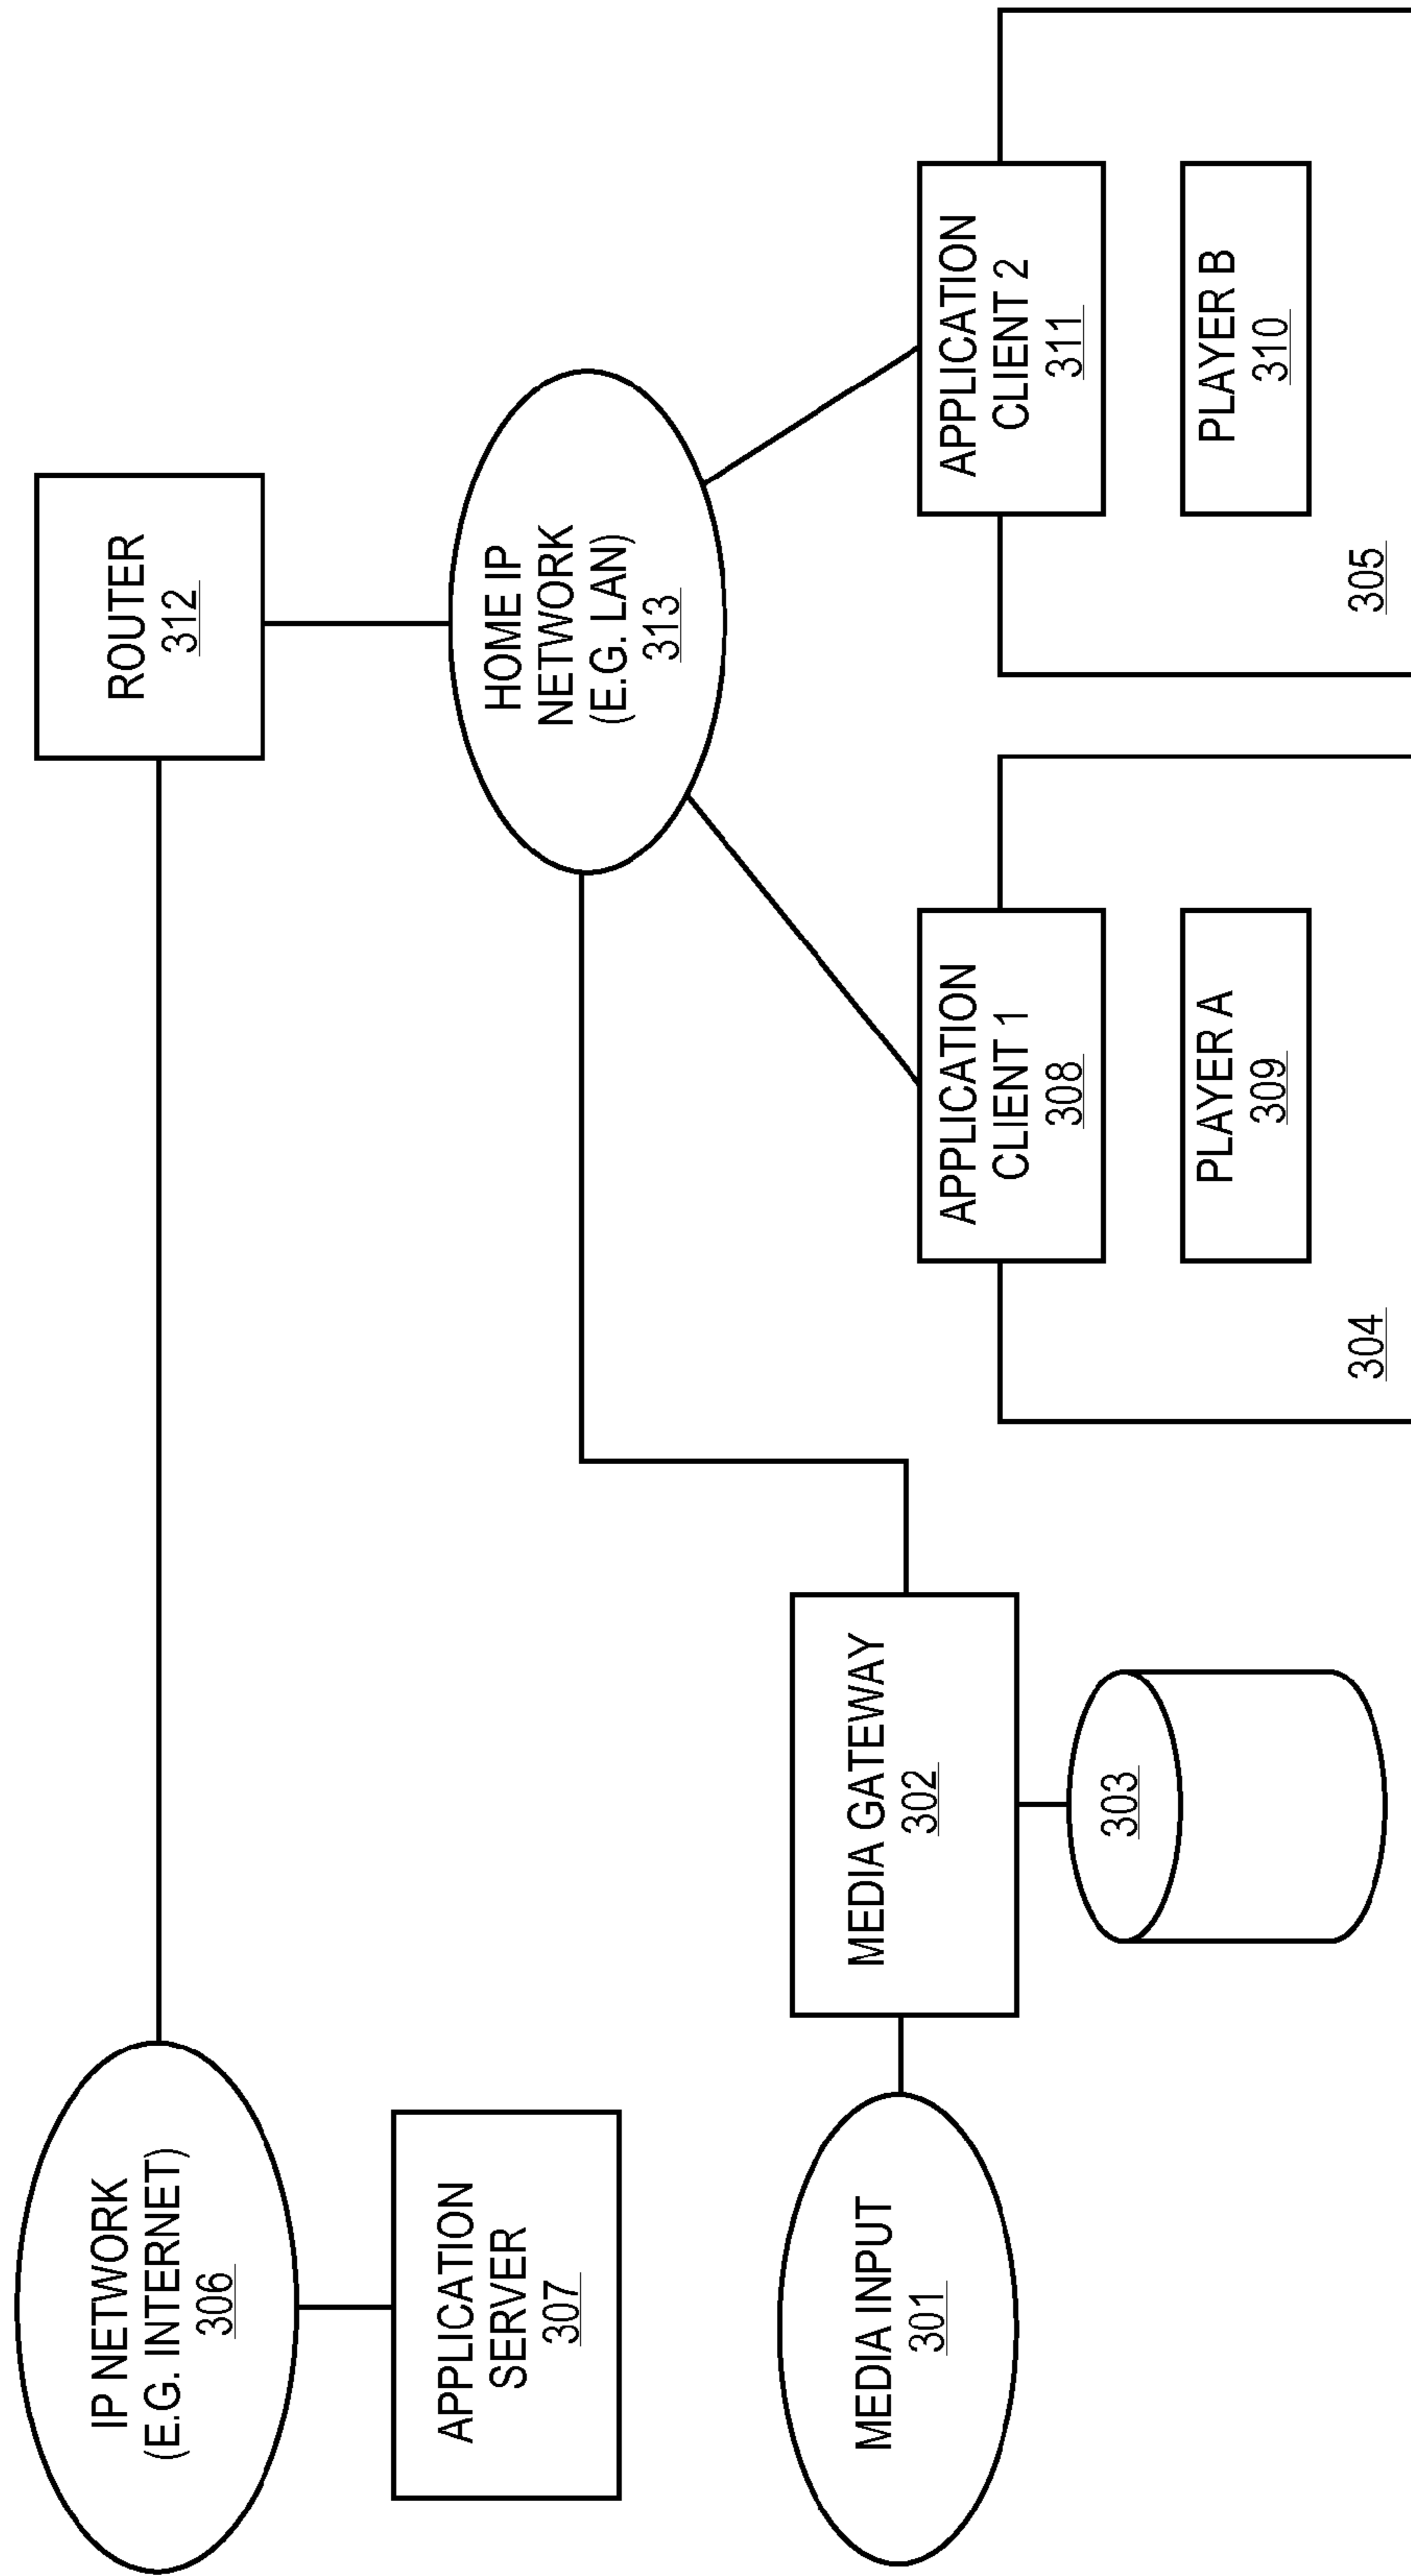 IP NETWORK
(E.G. INTERNET)
306
ROUTER
312
APPLICATION
SERVER
307
HOME IP
NETWORK
(E.G. LAN)
313
MEDIA INPUT
301
MEDIA GATEWAY
302
303
APPLICATION
CLIENT 1
308
PLAYER A
309
304
APPLICATION
CLIENT 2
311
PLAYER B
310
305